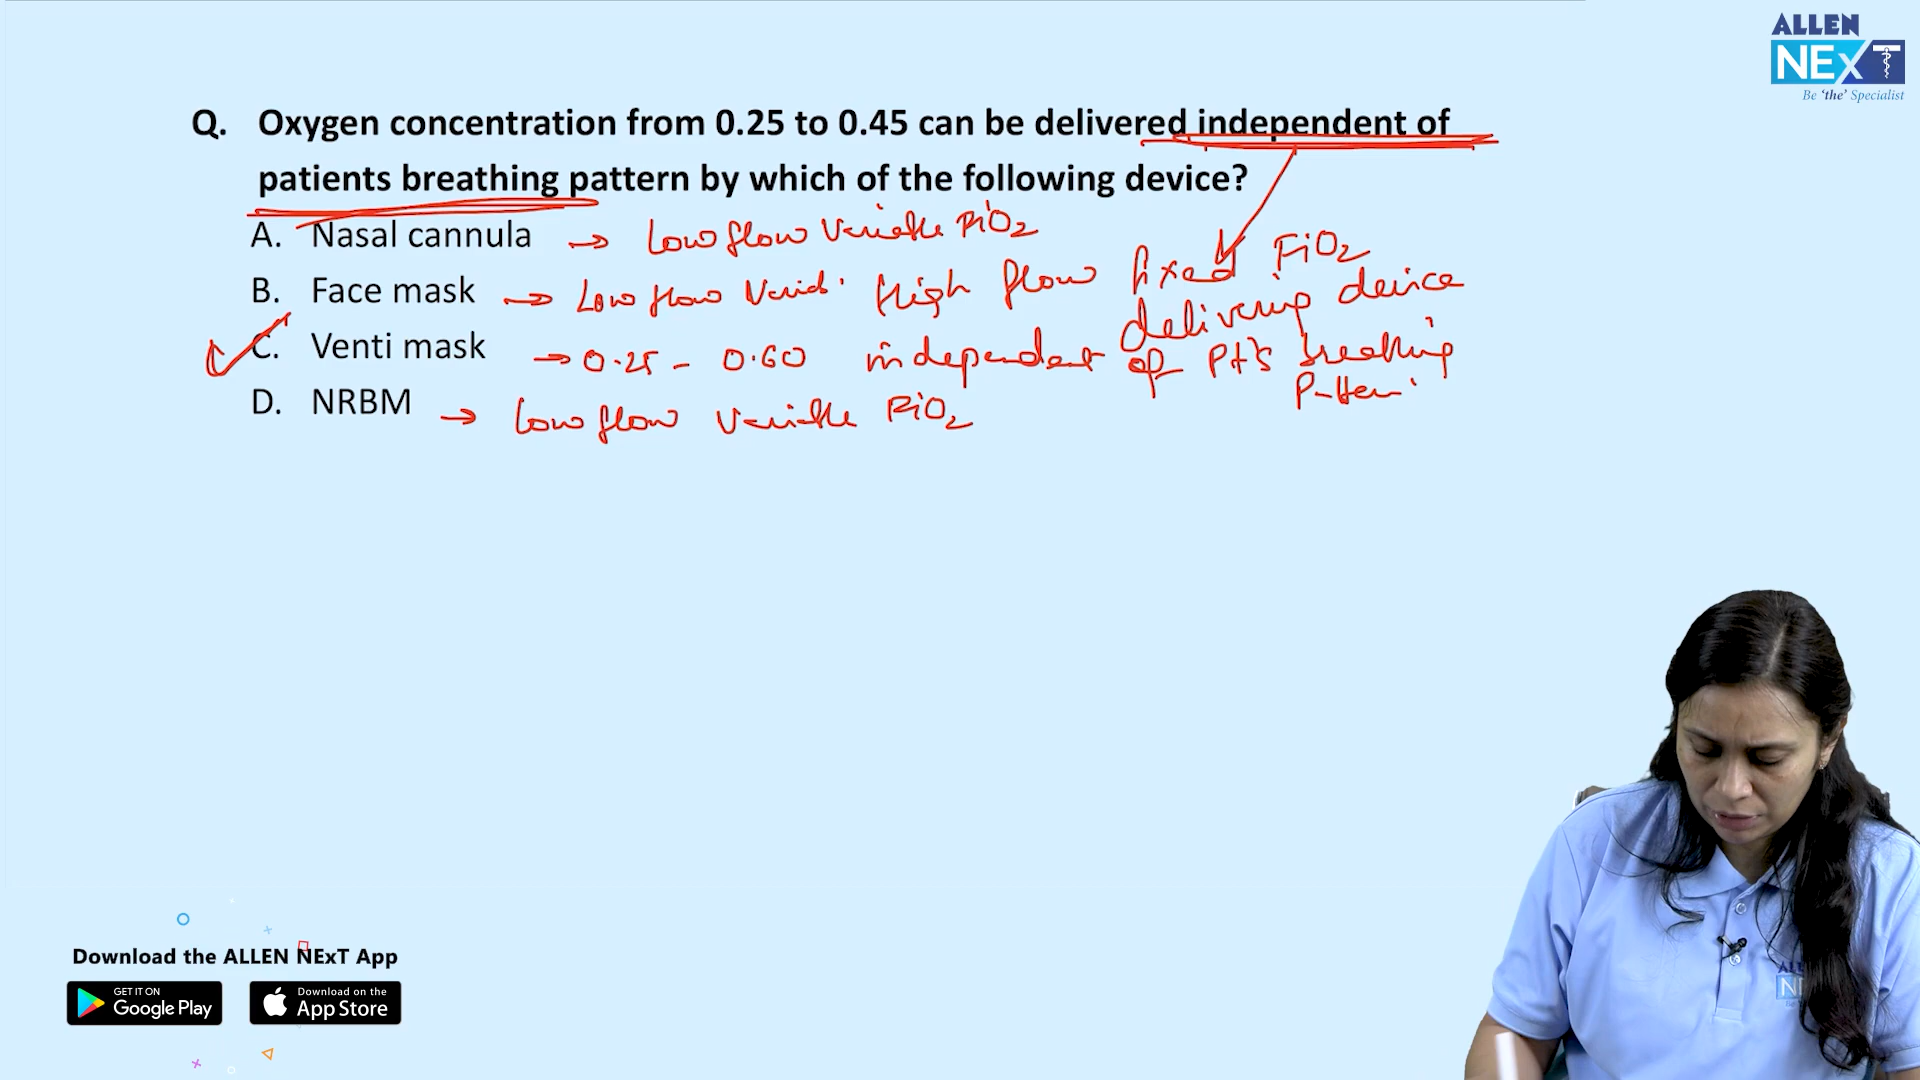 ALLEN
NEXT
Be 'the' Specialist
Q. Oxygen concentration from 0.25 to 0.45 can be delivered independent of
patients breathing pattern by which of the following device?
A. Nasal cannula → Low flow Variable FiO2
B. Face mask → Low flow Variab. High flow fixed FiO2
delivering device
C. Venti mask → 0.25 - 0.60 independent of Pt's breathing
Pattern
D. NRBM → Low flow Variable FiO2
Download the ALLEN NExT App
GET IT ON
Google Play
Download on the
App Store